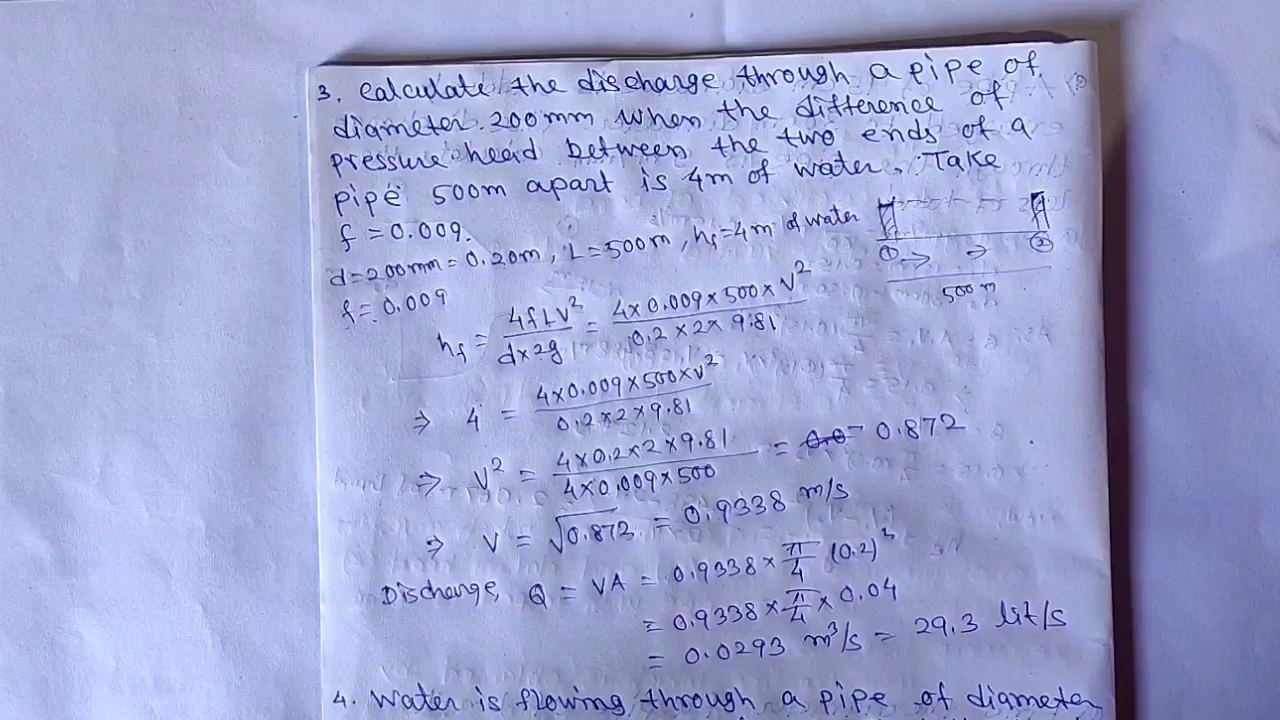 3. Calculate the discharge through a pipe of
diameter 200mm when the difference of
pressure head between the two ends of a
pipe 500m apart is 4m of water. Take
f = 0.009.
d=200mm=0.20m, L=500m, hf=4m of water
f = 0.009
① → → ②
500 m
hf = 4fLV²/d×2g = 4×0.009×500×V²/0.2×2×9.81
⇒ 4 = 4×0.009×500×V²/0.2×2×9.81
⇒ V² = 4×0.2×2×9.81/4×0.009×500 = 0.872
⇒ V = √0.872 = 0.9338 m/s
Discharge, Q = VA = 0.9338×π/4 (0.2)²
= 0.9338×π/4×0.04
= 0.0293 m³/s = 29.3 lit/s
4. Water is flowing through a pipe of diameter